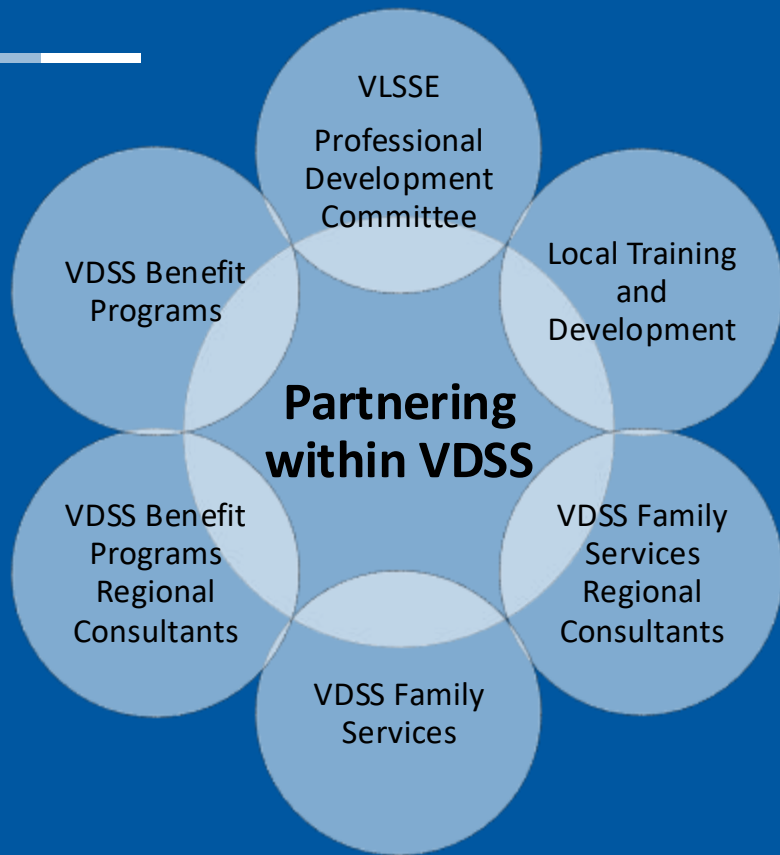 VLSSE
Professional
Development
Committee
Local Training
and
Development
VDSS Family
Services
Regional
Consultants
VDSS Family
Services
VDSS Benefit
Programs
Regional
Consultants
VDSS Benefit
Programs
Partnering
within VDSS